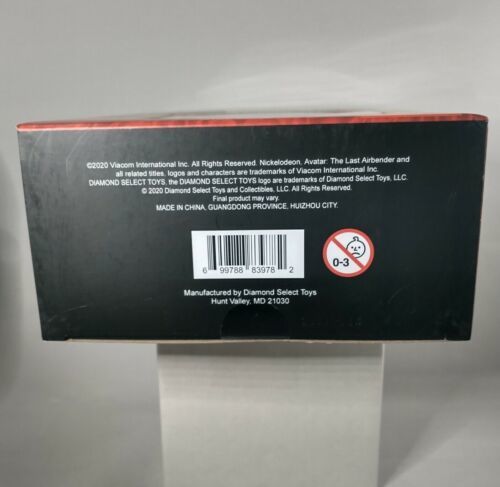 ©2020 Viacom International Inc. All Rights Reserved. Nickelodeon, Avatar: The Last Airbender and
all related titles, logos and characters are trademarks of Viacom International Inc.
DIAMOND SELECT TOYS, the DIAMOND SELECT TOYS logo are trademarks of Diamond Select Toys, LLC.
© 2020 Diamond Select Toys and Collectibles, LLC. All Rights Reserved.
Final product may vary.
MADE IN CHINA, GUANGDONG PROVINCE, HUIZHOU CITY.
6 99788 83978 2
0-3
Manufactured by Diamond Select Toys
Hunt Valley, MD 21030